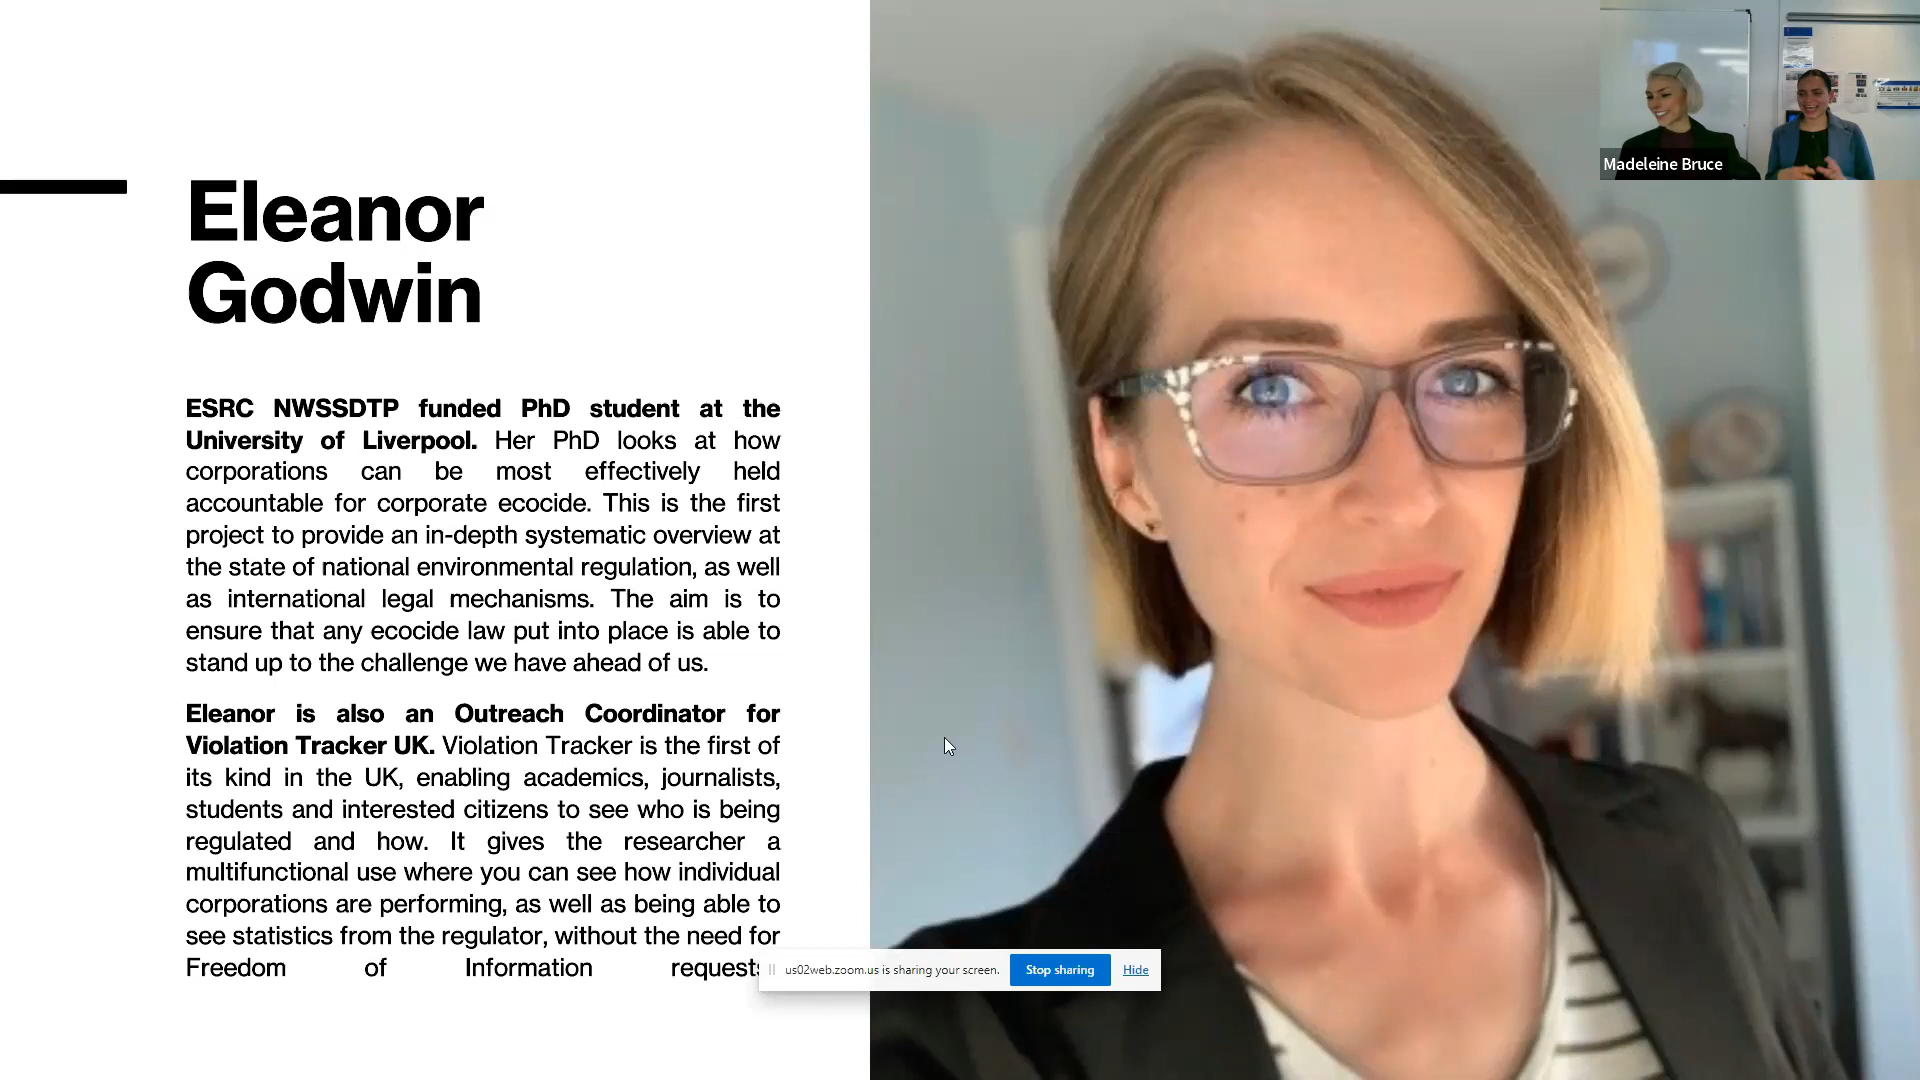 Eleanor
Godwin
ESRC NWSSDTP funded PhD student at the
University of Liverpool. Her PhD looks at how
corporations can be most effectively held
accountable for corporate ecocide. This is the first
project to provide an in-depth systematic overview at
the state of national environmental regulation, as well
as international legal mechanisms. The aim is to
ensure that any ecocide law put into place is able to
stand up to the challenge we have ahead of us.
Eleanor is also an Outreach Coordinator for
Violation Tracker UK. Violation Tracker is the first of
its kind in the UK, enabling academics, journalists,
students and interested citizens to see who is being
regulated and how. It gives the researcher a
multifunctional use where you can see how individual
corporations are performing, as well as being able to
see statistics from the regulator, without the need for
Freedom of Information requests
Madeleine Bruce
us02web.zoom.us is sharing your screen.
Stop sharing
Hide